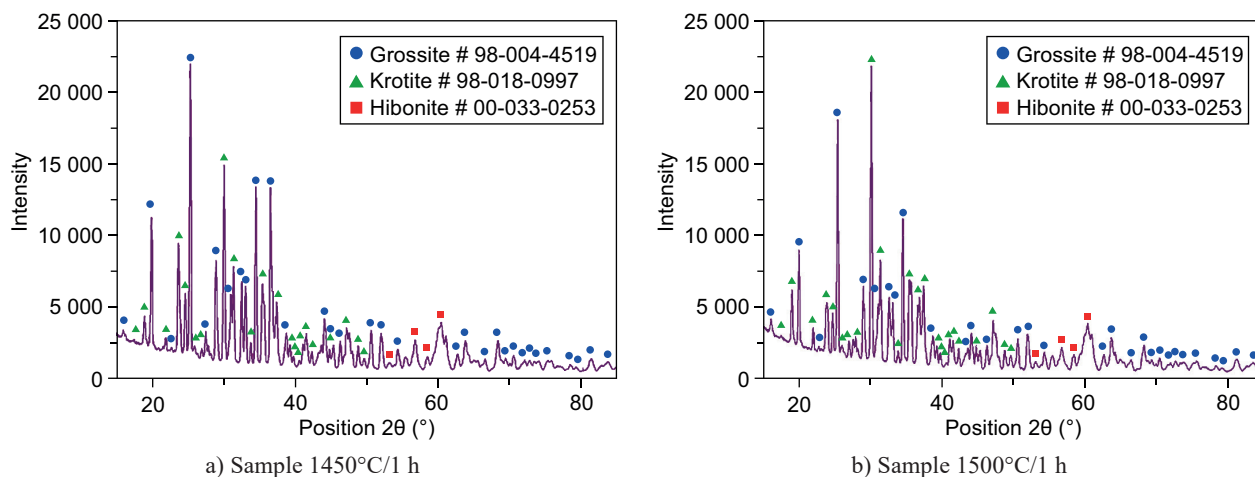 25 000
20 000
15 000
10 000
5 000
0
Intensity
Grossite # 98-004-4519
Krotite # 98-018-0997
Hibonite # 00-033-0253
20 40 60 80
Position 2θ (°)
a) Sample 1450°C/1 h
25 000
20 000
15 000
10 000
5 000
0
Intensity
Grossite # 98-004-4519
Krotite # 98-018-0997
Hibonite # 00-033-0253
20 40 60 80
Position 2θ (°)
b) Sample 1500°C/1 h